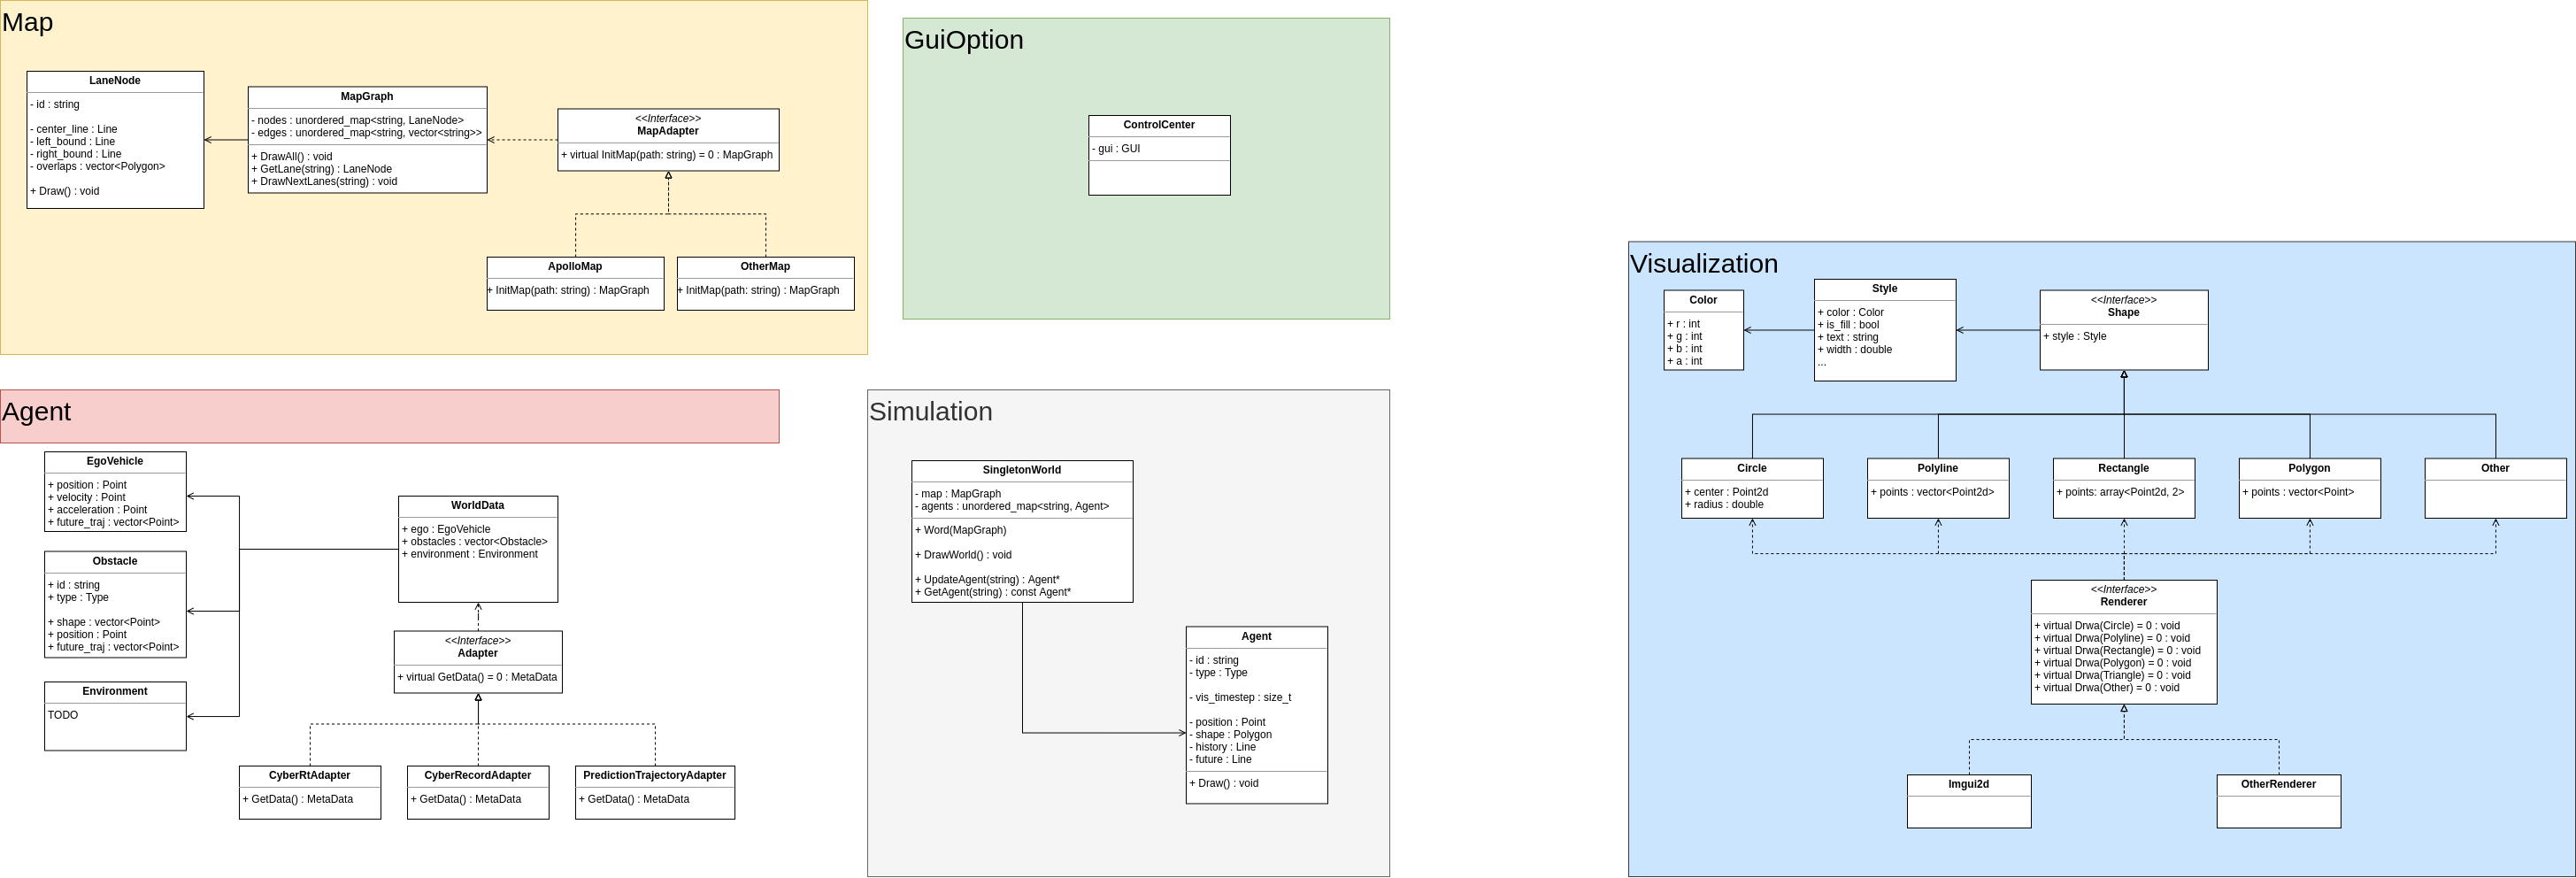 Map
LaneNode
- id : string
- center_line : Line
- left_bound : Line
- right_bound : Line
- overlaps : vector<Polygon>
+ Draw() : void
MapGraph
- nodes : unordered_map<string, LaneNode>
- edges : unordered_map<string, vector<string>>
+ DrawAll() : void
+ GetLane(string) : LaneNode
+ DrawNextLanes(string) : void
<<Interface>>
MapAdapter
+ virtual InitMap(path: string) = 0 : MapGraph
ApolloMap
+ InitMap(path: string) : MapGraph
OtherMap
+ InitMap(path: string) : MapGraph
GuiOption
ControlCenter
- gui : GUI
Agent
EgoVehicle
+ position : Point
+ velocity : Point
+ acceleration : Point
+ future_traj : vector<Point>
Obstacle
+ id : string
+ type : Type
+ shape : vector<Point>
+ position : Point
+ future_traj : vector<Point>
Environment
TODO
WorldData
+ ego : EgoVehicle
+ obstacles : vector<Obstacle>
+ environment : Environment
<<Interface>>
Adapter
+ virtual GetData() = 0 : MetaData
CyberRtAdapter
+ GetData() : MetaData
CyberRecordAdapter
+ GetData() : MetaData
PredictionTrajectoryAdapter
+ GetData() : MetaData
Simulation
SingletonWorld
- map : MapGraph
- agents : unordered_map<string, Agent>
+ Word(MapGraph)
+ DrawWorld() : void
+ UpdateAgent(string) : Agent*
+ GetAgent(string) : const Agent*
Agent
- id : string
- type : Type
- vis_timestep : size_t
- position : Point
- shape : Polygon
- history : Line
- future : Line
+ Draw() : void
Visualization
Color
+ r : int
+ g : int
+ b : int
+ a : int
Style
+ color : Color
+ is_fill : bool
+ text : string
+ width : double
...
<<Interface>>
Shape
+ style : Style
Circle
+ center : Point2d
+ radius : double
Polyline
+ points : vector<Point2d>
Rectangle
+ points: array<Point2d, 2>
Polygon
+ points : vector<Point>
Other
<<Interface>>
Renderer
+ virtual Drwa(Circle) = 0 : void
+ virtual Drwa(Polyline) = 0 : void
+ virtual Drwa(Rectangle) = 0 : void
+ virtual Drwa(Polygon) = 0 : void
+ virtual Drwa(Triangle) = 0 : void
+ virtual Drwa(Other) = 0 : void
Imgui2d
OtherRenderer